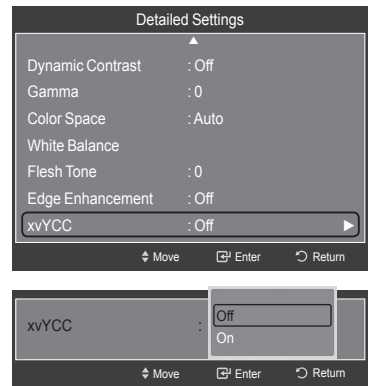 Detailed Settings
▲
Dynamic Contrast : Off
Gamma : 0
Color Space : Auto
White Balance
Flesh Tone : 0
Edge Enhancement : Off
xvYCC : Off ►
Move Enter Return
xvYCC : Off
On
Move Enter Return